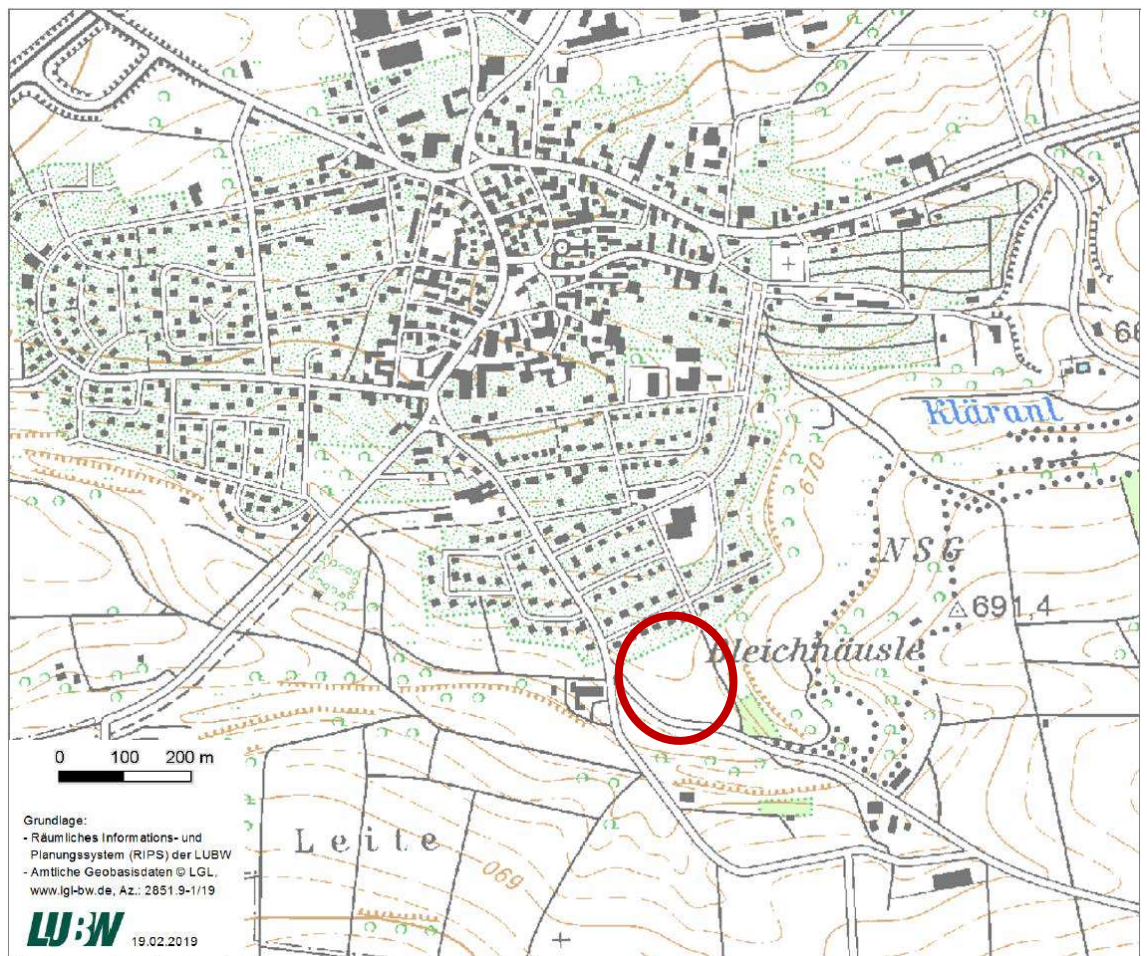 Kläranl
670
NSG
691,4
Bleichhäusle
0 100 200 m
Grundlage:
- Räumliches Informations- und
Planungssystem (RIPS) der LUBW
- Amtliche Geobasisdaten © LGL,
www.lgl-bw.de, Az.: 2851.9-1/19
Leite
690
LUBW
19.02.2019